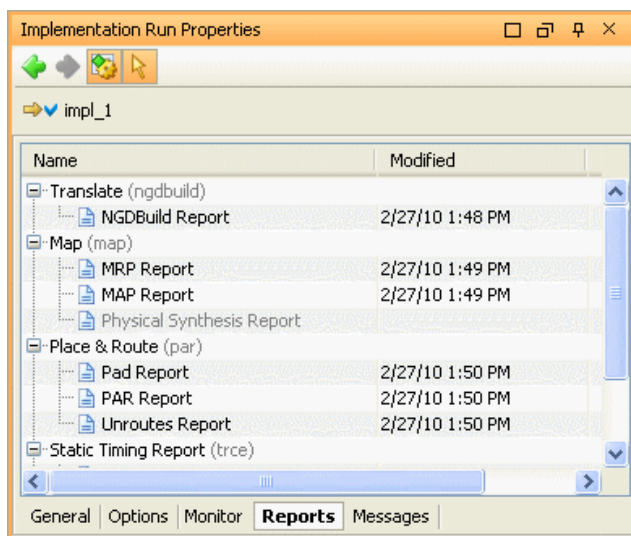 Implementation Run Properties
impl_1
Name Modified
Translate (ngdbuild)
NGDBuild Report 2/27/10 1:48 PM
Map (map)
MRP Report 2/27/10 1:49 PM
MAP Report 2/27/10 1:49 PM
Physical Synthesis Report
Place & Route (par)
Pad Report 2/27/10 1:50 PM
PAR Report 2/27/10 1:50 PM
Unroutes Report 2/27/10 1:50 PM
Static Timing Report (trce)
General Options Monitor Reports Messages